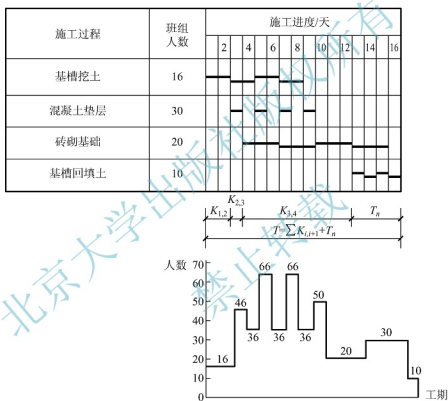 施工过程 班组人数 施工进度/天
2 4 6 8 10 12 14 16
基槽挖土 16
混凝土垫层 30
砖砌基础 20
基槽回填土 10
K2,3
K1,2 K3,4 Tn
T=∑Ki,i+1+Tn
人数
70
60
50
40
30
20
10
0
16 46 36 66 36 66 36 50 20 30 10
工期
北京大学出版社版权所有
禁止转载